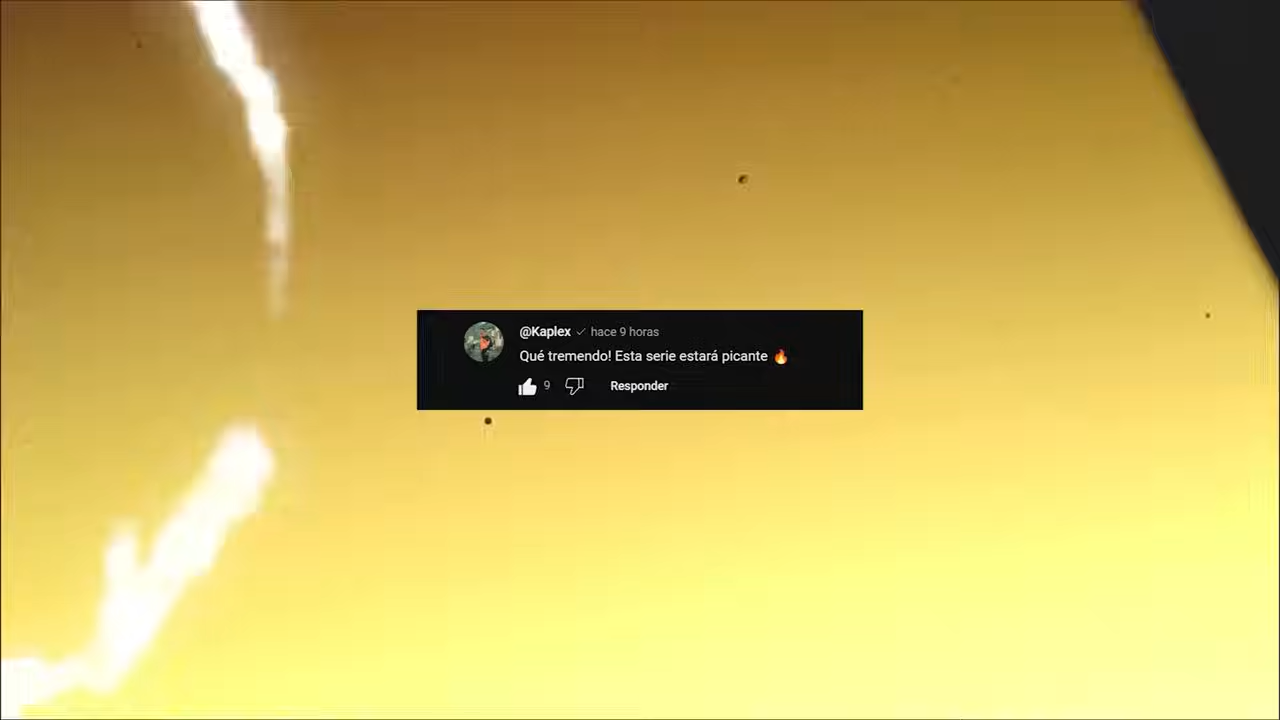 @Kaplex hace 9 horas
Qué tremendo! Esta serie estará picante 🔥
9 Responder